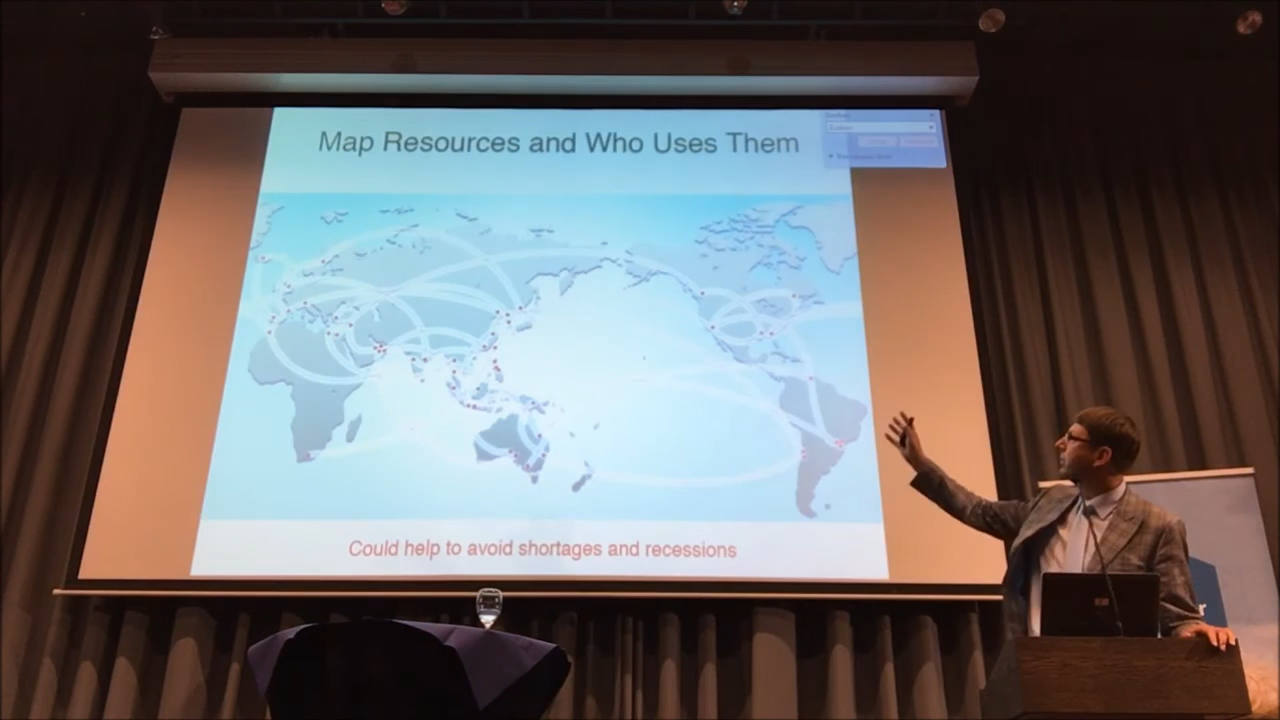 Map Resources and Who Uses Them
Could help to avoid shortages and recessions